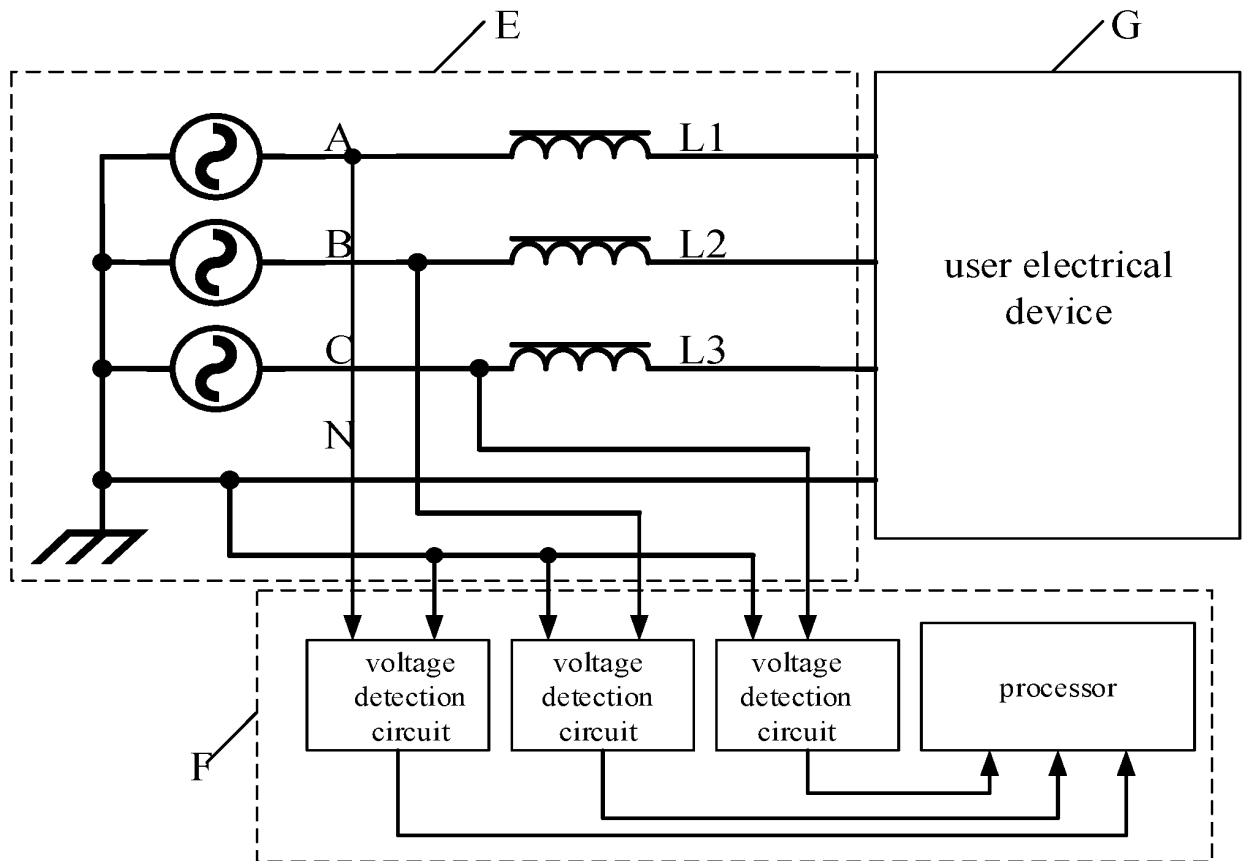 E
G
A
L1
B
L2
user electrical
device
C
L3
N
voltage
detection
circuit
voltage
detection
circuit
voltage
detection
circuit
processor
F